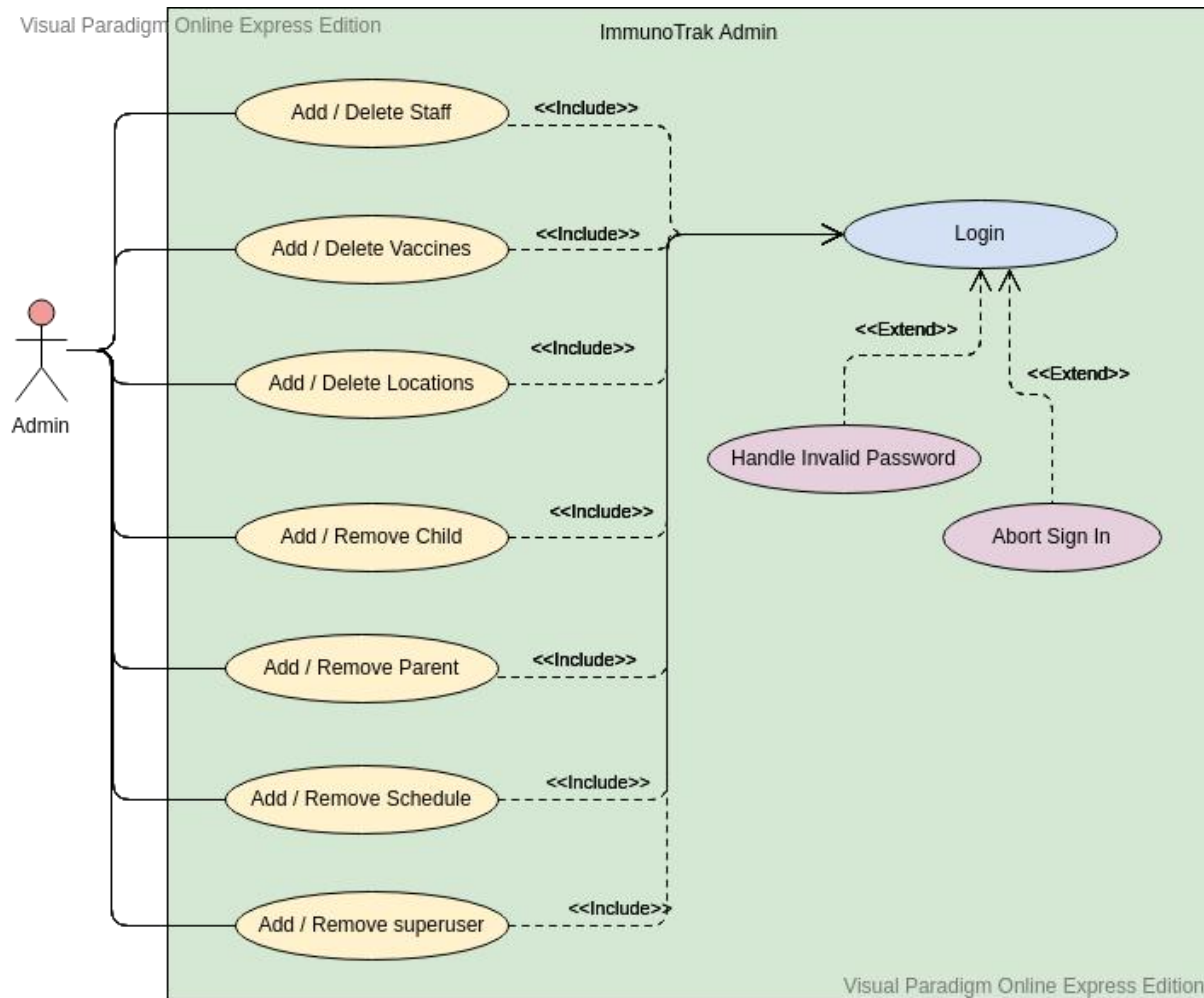 Visual Paradigm Online Express Edition
ImmunoTrak Admin
Add / Delete Staff
<<Include>>
Add / Delete Vaccines
<<Include>>
Login
Add / Delete Locations
<<Include>>
<<Extend>>
<<Extend>>
Admin
Handle Invalid Password
Add / Remove Child
<<Include>>
Abort Sign In
Add / Remove Parent
<<Include>>
Add / Remove Schedule
<<Include>>
Add / Remove superuser
<<Include>>
Visual Paradigm Online Express Edition